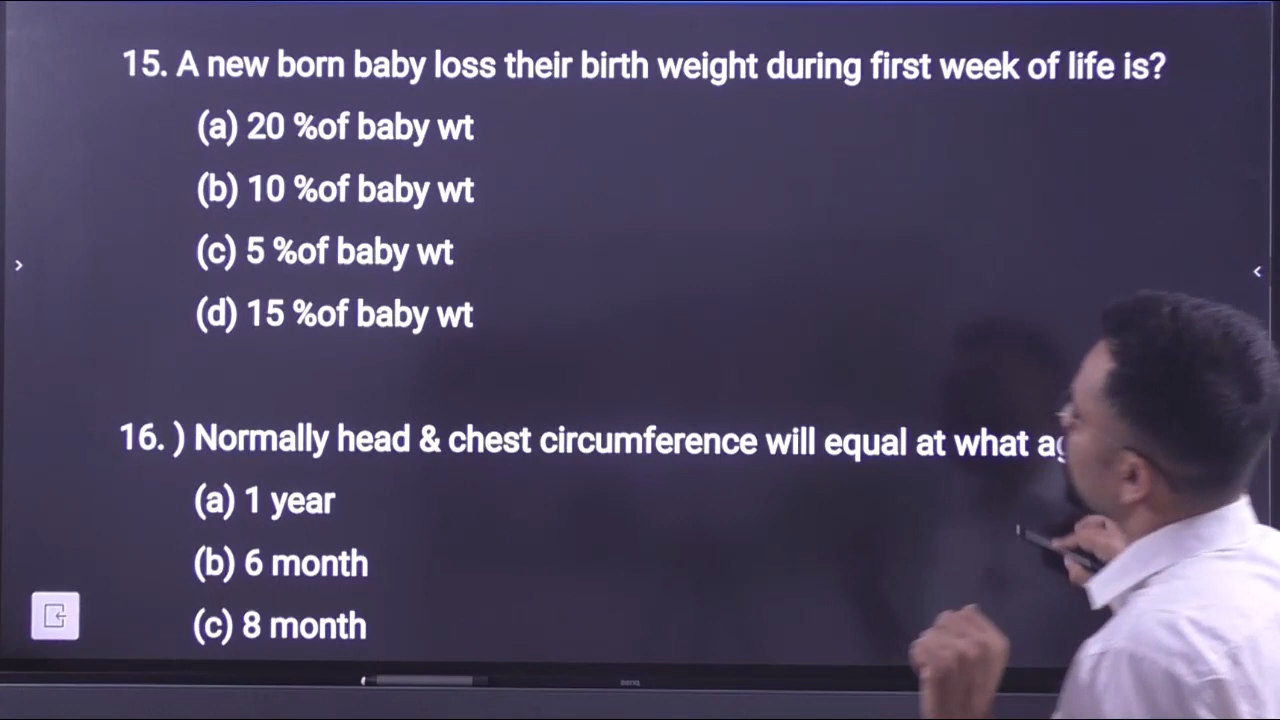 15. A new born baby loss their birth weight during first week of life is?
(a) 20 %of baby wt
(b) 10 %of baby wt
(c) 5 %of baby wt
(d) 15 %of baby wt
16. ) Normally head & chest circumference will equal at what
(a) 1 year
(b) 6 month
(c) 8 month
BenQ